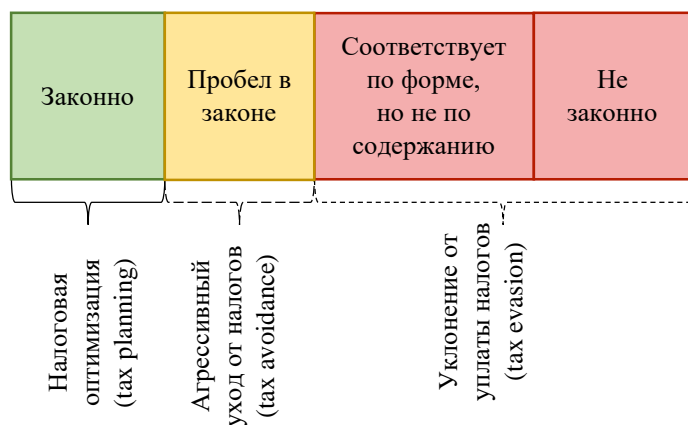 Законно
Пробел в
законе
Соответствует
по форме,
но не по
содержанию
Не
законно
Налоговая
оптимизация
(tax planning)
Агрессивный
уход от налогов
(tax avoidance)
Уклонение от
уплаты налогов
(tax evasion)